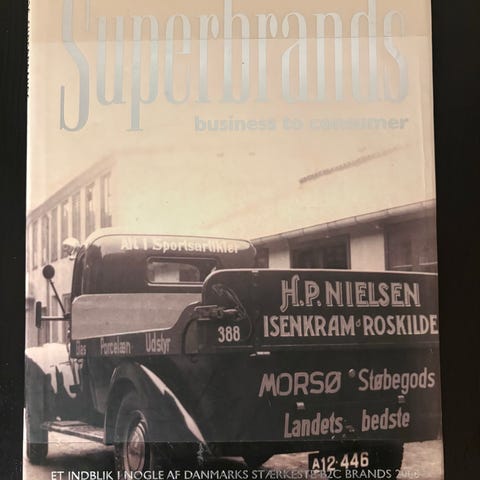 Superbrands
business to consumer
Alt i Sportsartikler
H.P. NIELSEN
388
ISENKRAM - ROSKILDE
Glas Porcelæn Udstyr
MORSØ Støbegods
Landets bedste
A12-446
ET INDBLIK I NOGLE AF DANMARKS STÆRKESTE B2C BRANDS